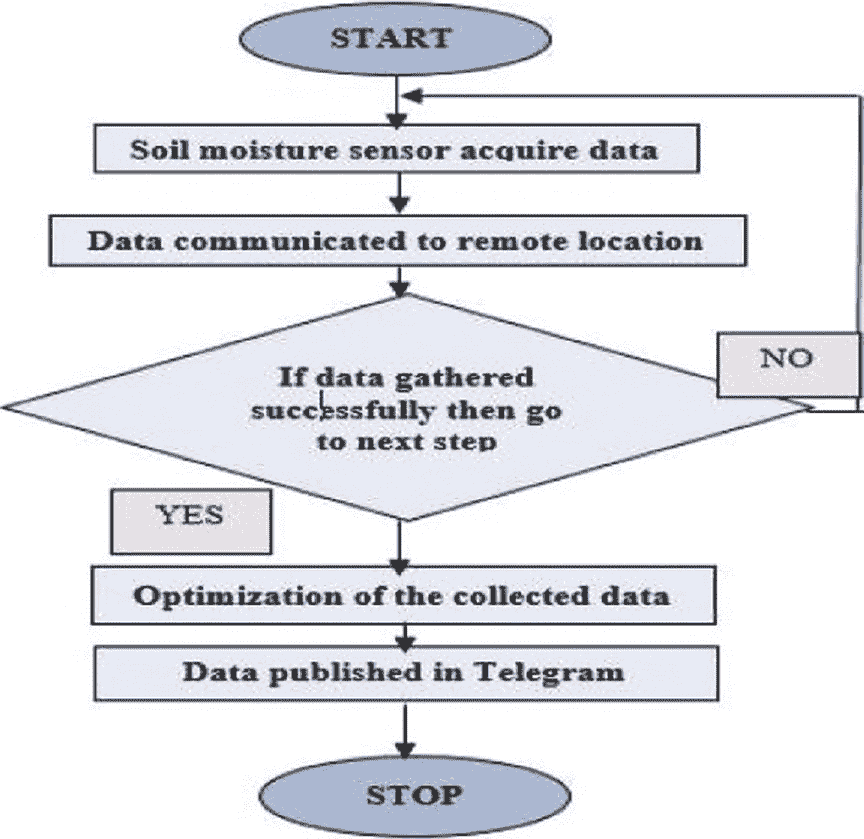 START
Soil moisture sensor acquire data
Data communicated to remote location
If data gathered
successfully then go
to next step
NO
YES
Optimization of the collected data
Data published in Telegram
STOP